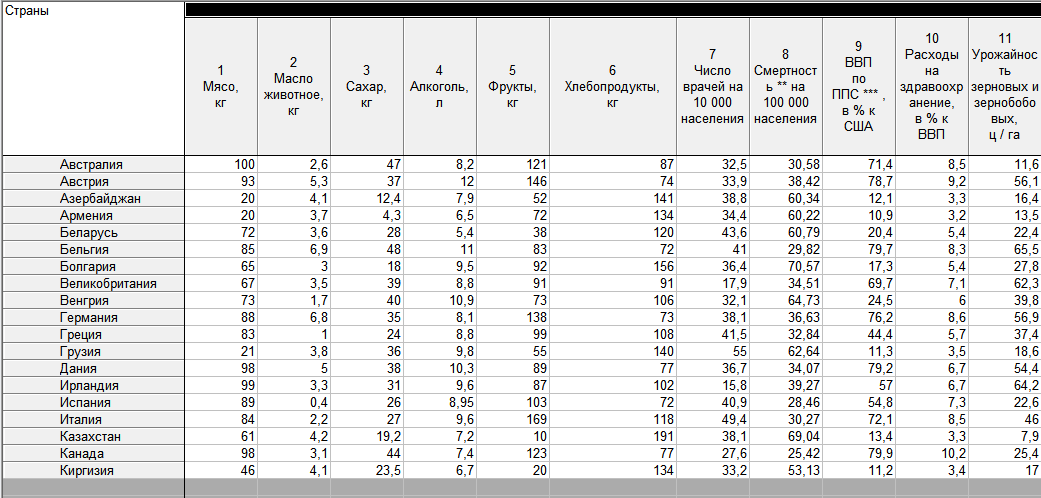 Страны
1 Мясо, кг | 2 Масло животное, кг | 3 Сахар, кг | 4 Алкоголь, л | 5 Фрукты, кг | 6 Хлебопродукты, кг | 7 Число врачей на 10 000 населения | 8 Смертност ь ** на 100 000 населения | 9 ВВП по ППС *** , в % к США | 10 Расходы на здравоохр анение, в % к ВВП | 11 Урожайнос ть зерновых и зернобобо вых, ц / га
Австралия 100 2,6 47 8,2 121 87 32,5 30,58 71,4 8,5 11,6
Австрия 93 5,3 37 12 146 74 33,9 38,42 78,7 9,2 56,1
Азербайджан 20 4,1 12,4 7,9 52 141 38,8 60,34 12,1 3,3 16,4
Армения 20 3,7 4,3 6,5 72 134 34,4 60,22 10,9 3,2 13,5
Беларусь 72 3,6 28 5,4 38 120 43,6 60,79 20,4 5,4 22,4
Бельгия 85 6,9 48 11 83 72 41 29,82 79,7 8,3 65,5
Болгария 65 3 18 9,5 92 156 36,4 70,57 17,3 5,4 27,8
Великобритания 67 3,5 39 8,8 91 91 17,9 34,51 69,7 7,1 62,3
Венгрия 73 1,7 40 10,9 73 106 32,1 64,73 24,5 6 39,8
Германия 88 6,8 35 8,1 138 73 38,1 36,63 76,2 8,6 56,9
Греция 83 1 24 8,8 99 108 41,5 32,84 44,4 5,7 37,4
Грузия 21 3,8 36 9,8 55 140 55 62,64 11,3 3,5 18,6
Дания 98 5 38 10,3 89 77 36,7 34,07 79,2 6,7 54,4
Ирландия 99 3,3 31 9,6 87 102 15,8 39,27 57 6,7 64,2
Испания 89 0,4 26 8,95 103 72 40,9 28,46 54,8 7,3 22,6
Италия 84 2,2 27 9,6 169 118 49,4 30,27 72,1 8,5 46
Казахстан 61 4,2 19,2 7,2 10 191 38,1 69,04 13,4 3,3 7,9
Канада 98 3,1 44 7,4 123 77 27,6 25,42 79,9 10,2 25,4
Киргизия 46 4,1 23,5 6,7 20 134 33,2 53,13 11,2 3,4 17